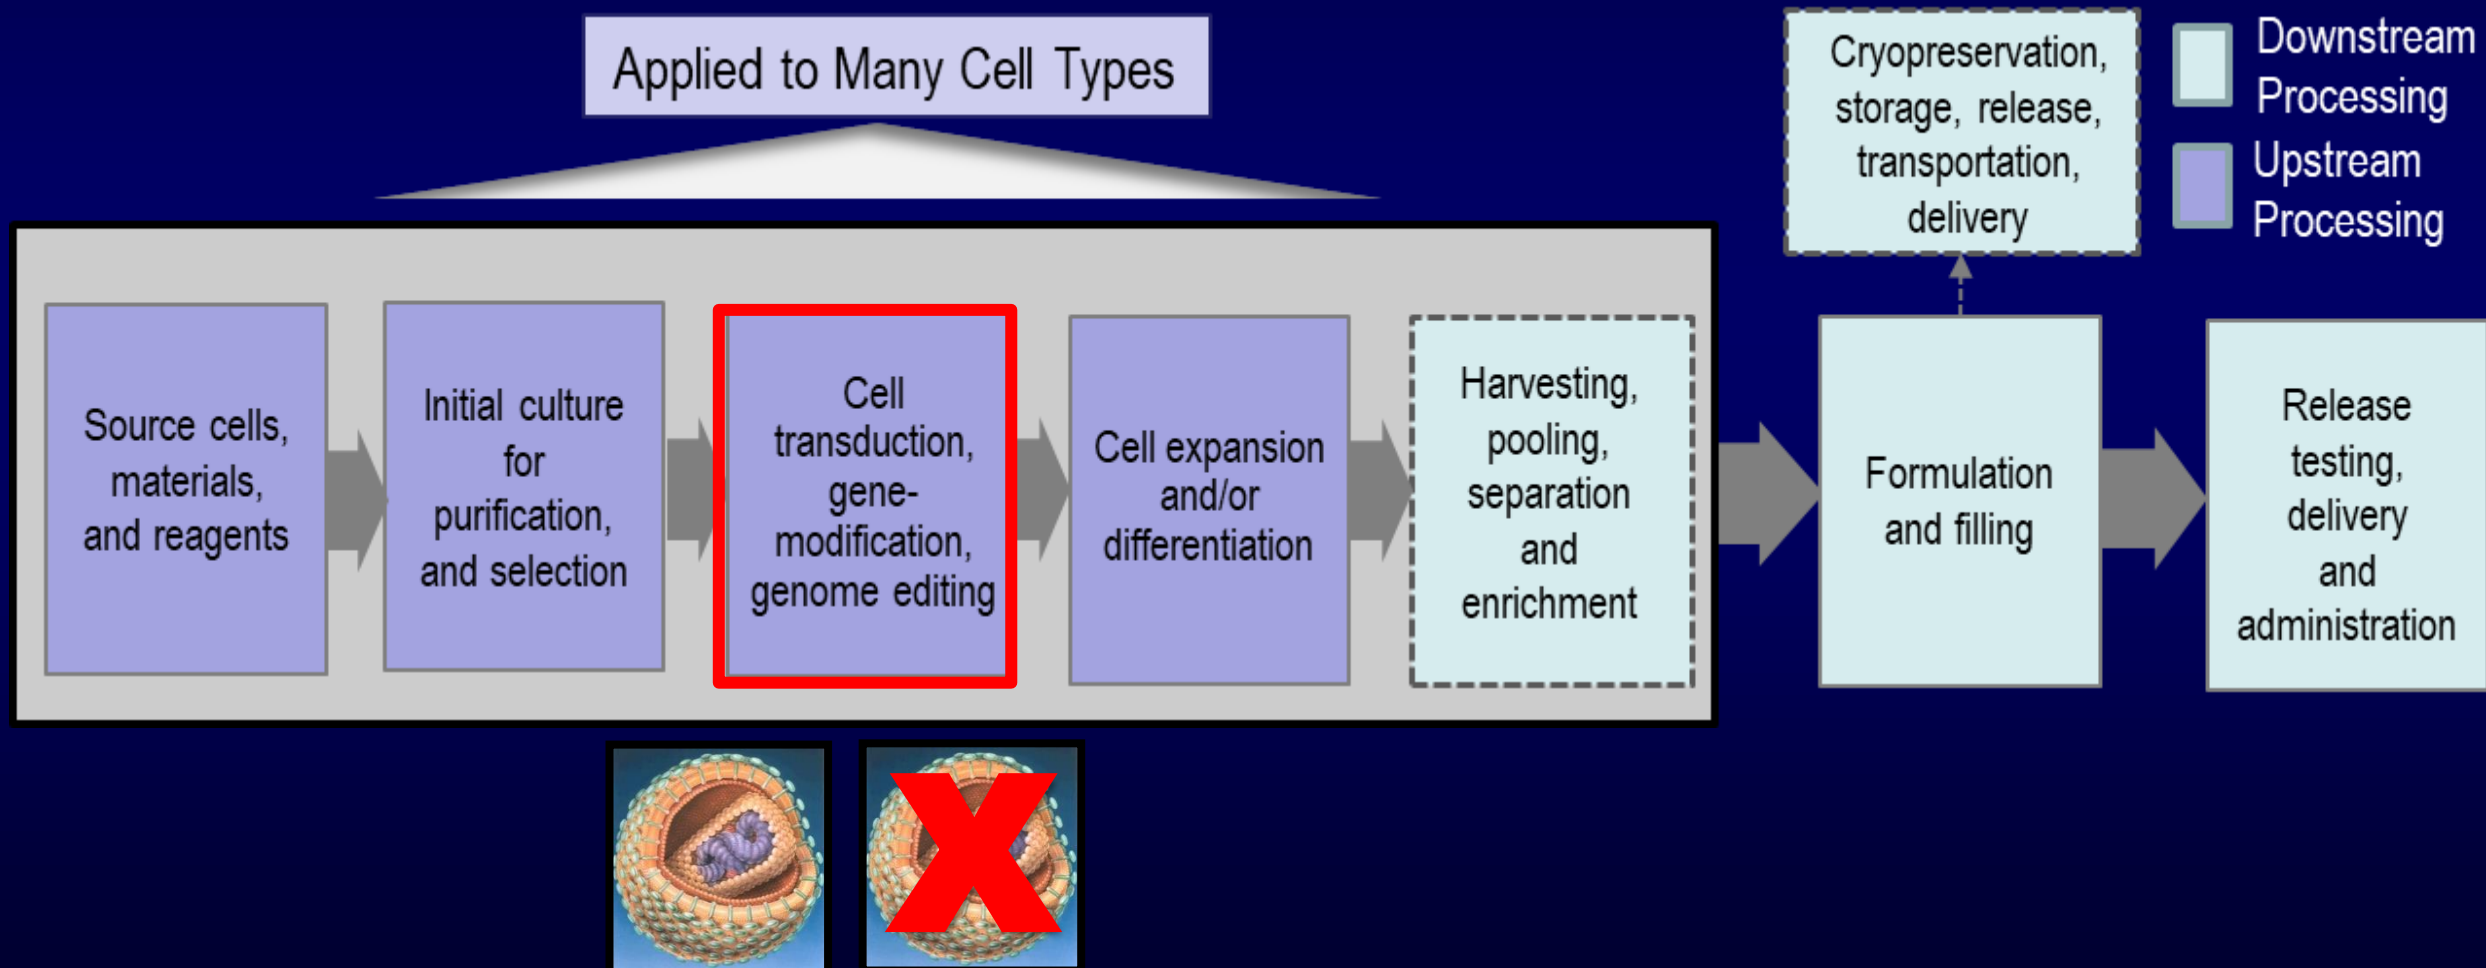 Applied to Many Cell Types
Cryopreservation,
storage, release,
transportation,
delivery
Downstream
Processing
Upstream
Processing
Source cells,
materials,
and reagents
Initial culture
for
purification,
and selection
Cell
transduction,
gene-
modification,
genome editing
Cell expansion
and/or
differentiation
Harvesting,
pooling,
separation
and
enrichment
Formulation
and filling
Release
testing,
delivery
and
administration
X